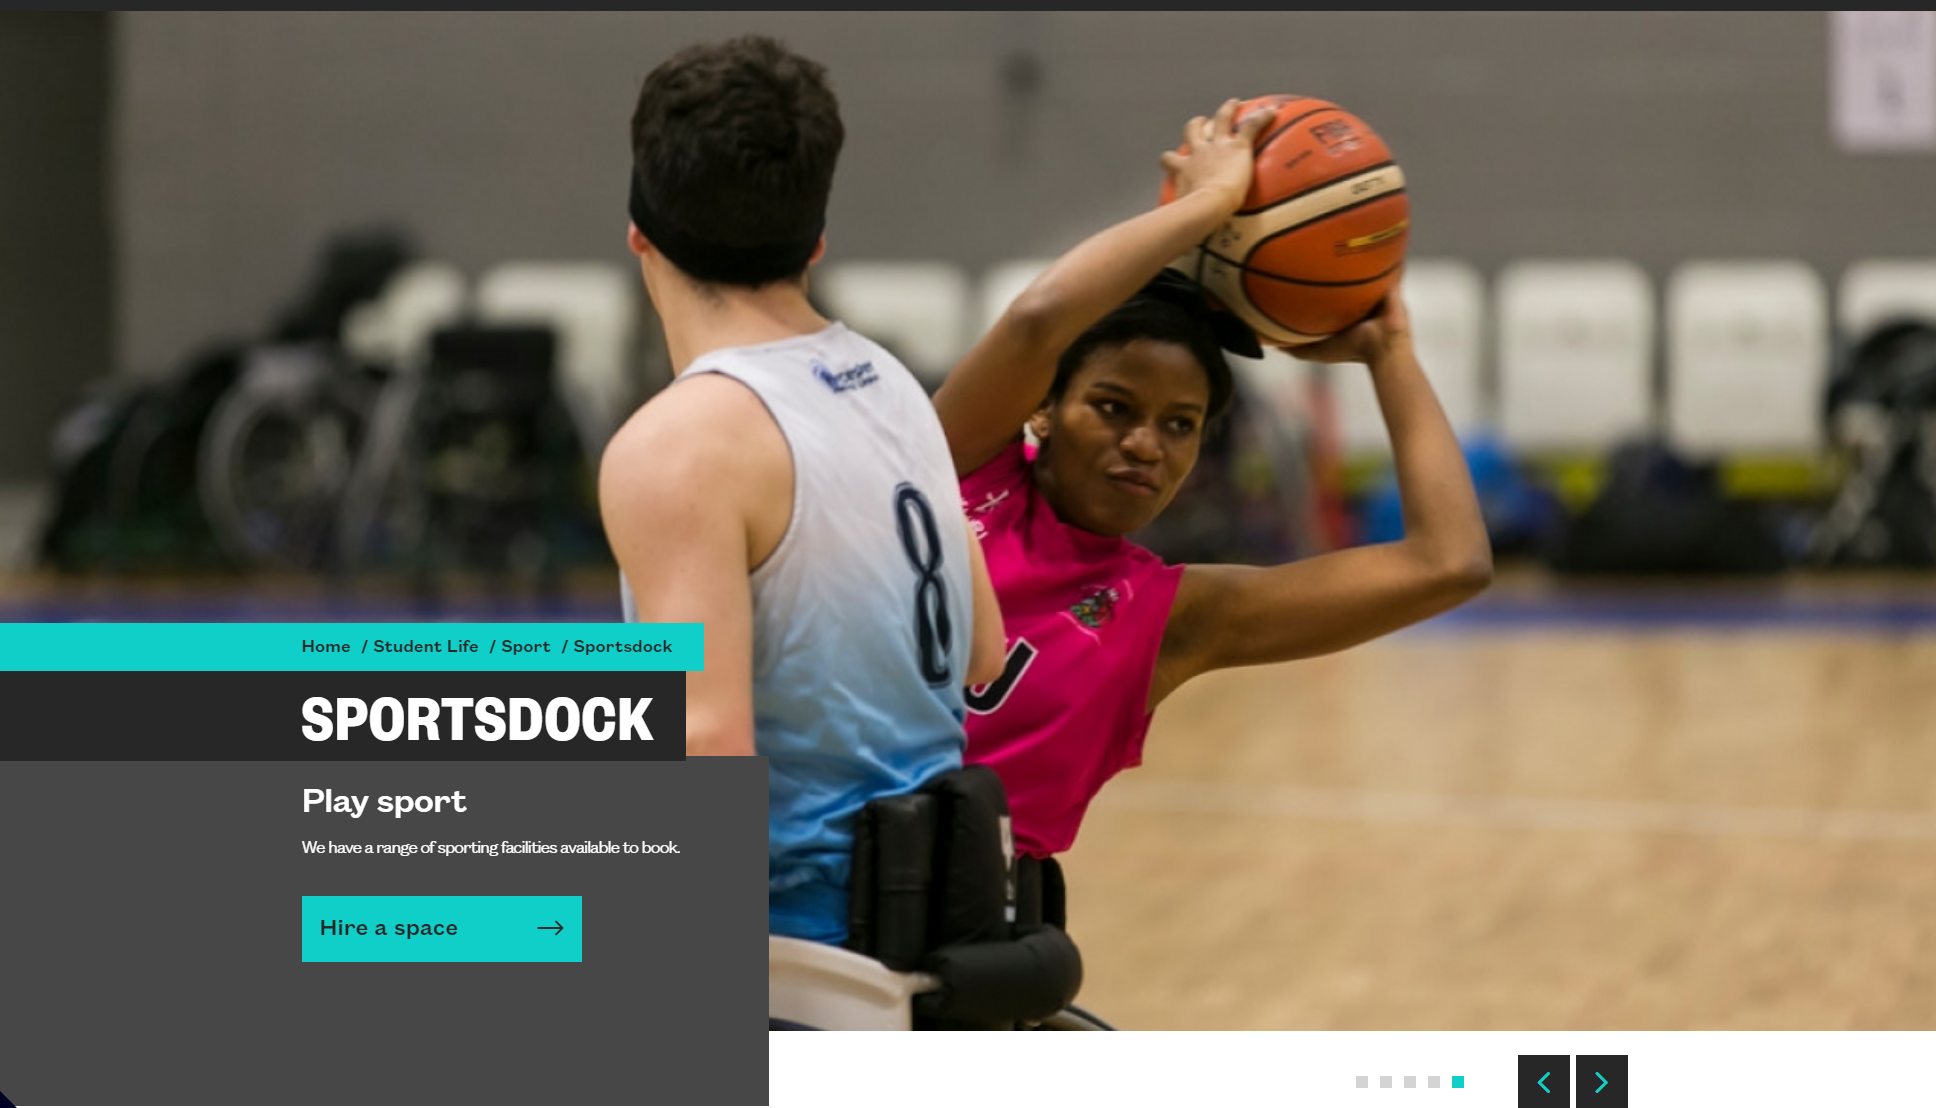 Home / Student Life / Sport / Sportsdock
SPORTSDOCK
Play sport
We have a range of sporting facilities available to book.
Hire a space
8